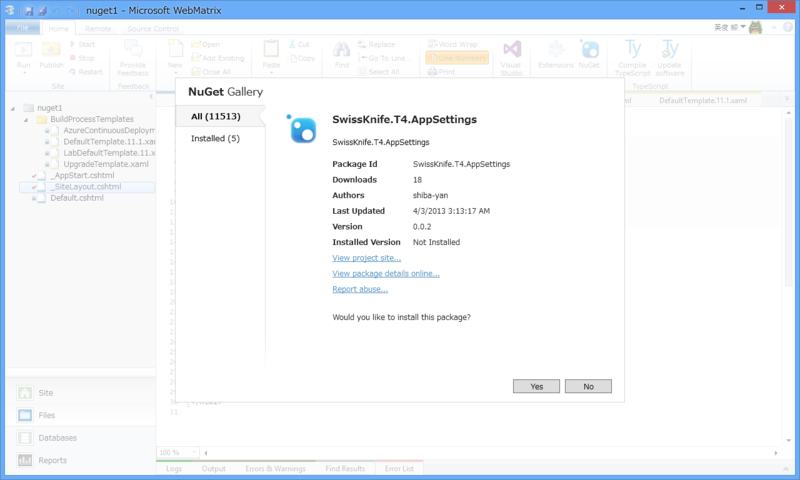 nuget1 - Microsoft WebMatrix
File Home Remote Source Control
英俊 柳
Run
Publish
Start
Stop
Restart
Site
Provide Feedback
Feedback
New
Open
Add Existing
Close All
Paste
Cut
Copy
Find
Replace
Go To Line...
Select All
Word Wrap
Line Numbers
Print
Visual Studio
Extensions
NuGet
Compile TypeScript
Update software
TypeScript
nuget1
BuildProcessTemplates
AzureContinuousDeploym
DefaultTemplate.11.1.xa
LabDefaultTemplate.11.x
UpgradeTemplate.xaml
_AppStart.cshtml
_SiteLayout.cshtml
Default.cshtml
DefaultTemplate.11.1.xaml
NuGet Gallery
All (11513)
Installed (5)
SwissKnife.T4.AppSettings
SwissKnife.T4.AppSettings
Package Id SwissKnife.T4.AppSettings
Downloads 18
Authors shiba-yan
Last Updated 4/3/2013 3:13:17 AM
Version 0.0.2
Installed Version Not Installed
View project site...
View package details online...
Report abuse...
Would you like to install this package?
Yes No
31
Site
Files
Databases
Reports
100 %
Logs Output Errors & Warnings Find Results Error List